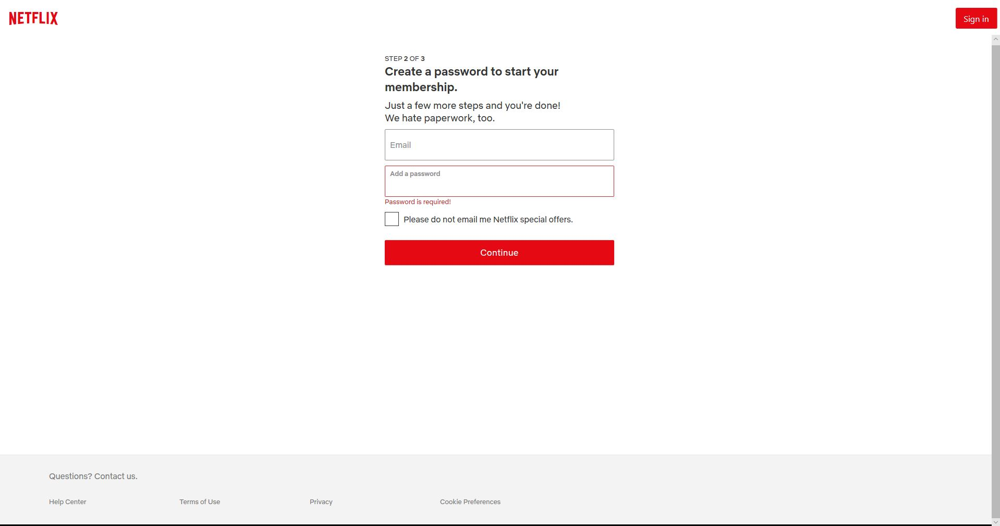 NETFLIX
Sign in
STEP 2 OF 3
Create a password to start your
membership.
Just a few more steps and you're done!
We hate paperwork, too.
Email
Add a password
Password is required!
Please do not email me Netflix special offers.
Continue
Questions? Contact us.
Help Center
Terms of Use
Privacy
Cookie Preferences